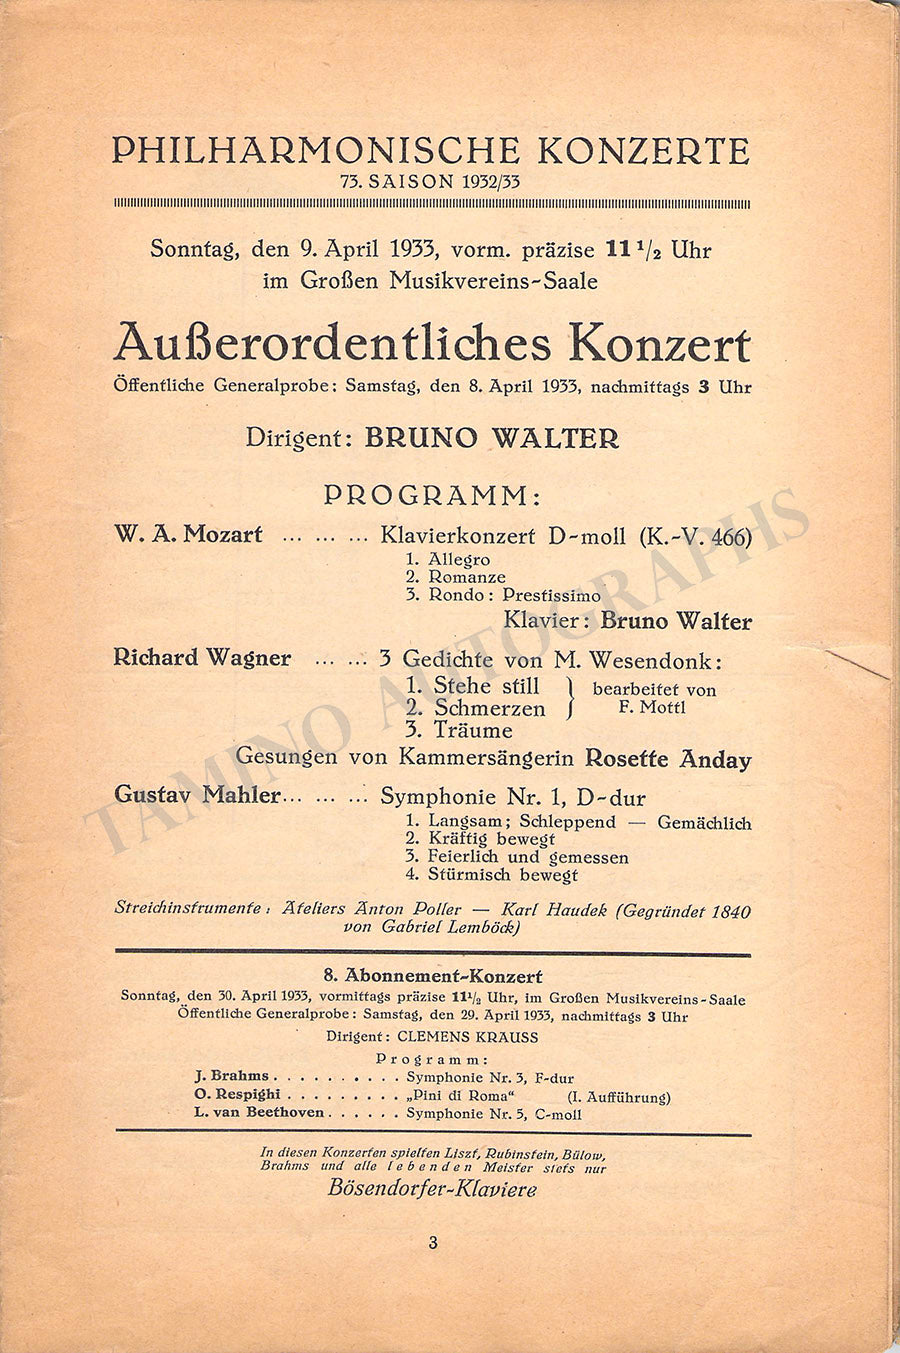 PHILHARMONISCHE KONZERTE
73. SAISON 1932/33
Sonntag, den 9. April 1933, vorm. präzise 11 1/2 Uhr
im Großen Musikvereins-Saale
Außerordentliches Konzert
Öffentliche Generalprobe: Samstag, den 8. April 1933, nachmittags 3 Uhr
Dirigent: BRUNO WALTER
PROGRAMM:
W. A. Mozart ... ... ... Klavierkonzert D-moll (K.-V. 466)
1. Allegro
2. Romanze
3. Rondo: Prestissimo
Klavier: Bruno Walter
Richard Wagner ... ... 3 Gedichte von M. Wesendonk:
1. Stehe still } bearbeitet von
2. Schmerzen } F. Mottl
3. Träume
Gesungen von Kammersängerin Rosette Anday
Gustav Mahler... ... ... Symphonie Nr. 1, D-dur
1. Langsam; Schleppend — Gemächlich
2. Kräftig bewegt
3. Feierlich und gemessen
4. Stürmisch bewegt
Streichinstrumente: Ateliers Anton Poller — Karl Haudek (Gegründet 1840
von Gabriel Lemböck)
8. Abonnement-Konzert
Sonntag, den 30. April 1933, vormittags präzise 11 1/2 Uhr, im Großen Musikvereins-Saale
Öffentliche Generalprobe: Samstag, den 29. April 1933, nachmittags 3 Uhr
Dirigent: CLEMENS KRAUSS
Programm:
J. Brahms . . . . . . . . . . Symphonie Nr. 3, F-dur
O. Respighi . . . . . . . . . „Pini di Roma“ (I. Aufführung)
L. van Beethoven . . . . . . Symphonie Nr. 5, C-moll
In diesen Konzerten spielten Liszt, Rubinstein, Bülow,
Brahms und alle lebenden Meister stets nur
Bösendorfer-Klaviere
3
TAMINO AUTOGRAPHS